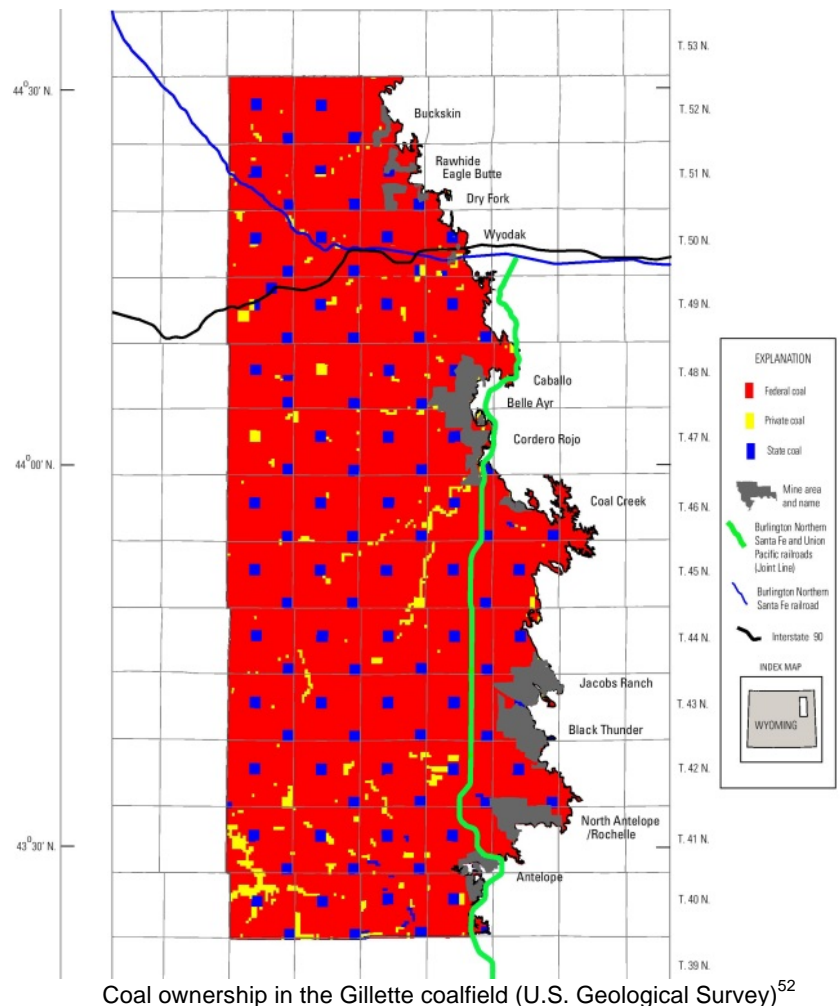 T. 53 N.
44° 30'
T. 52 N.
Buckskin
Rawhide
Eagle Butte
T. 51 N.
Dry Fork
Wyodak
T. 50 N.
T. 49 N.
T. 48 N.
Caballo
Belle Ayr
Cordero Rojo
T. 47 N.
44° 00'
Coal Creek
T. 46 N.
T. 45 N.
T. 44 N.
Jacobs Ranch
T. 43 N.
Black Thunder
T. 42 N.
North Antelope
/Rochelle
T. 41 N.
43° 30'
Antelope
T. 40 N.
T. 39 N.
EXPLANATION
Federal coal
Private coal
State coal
Mine area
and name
Burlington Northern
Santa Fe and Union
Pacific railroads
(Joint Line)
Burlington Northern
Santa Fe railroad
Interstate 90
INDEX MAP
WYOMING
Coal ownership in the Gillette coalfield (U.S. Geological Survey)52